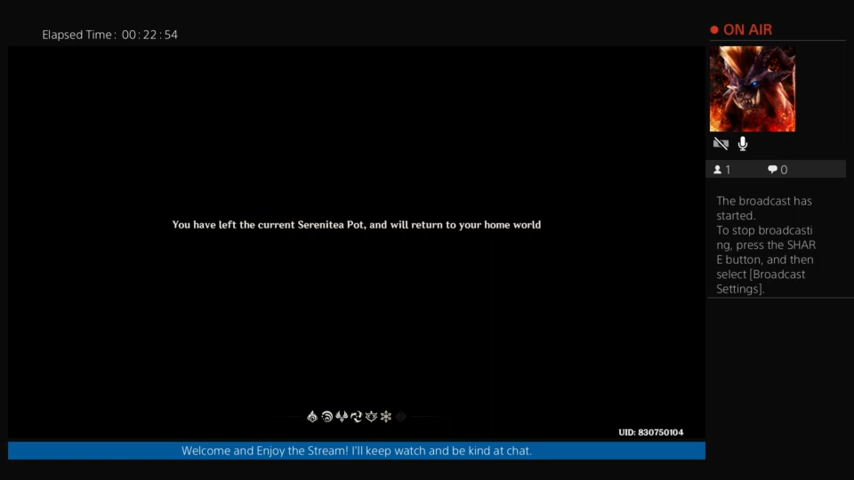 Elapsed Time: 00:22:54
ON AIR
1 0
The broadcast has
started.
To stop broadcasti
ng, press the SHAR
E button, and then
select [Broadcast
Settings].
You have left the current Serenitea Pot, and will return to your home world
UID: 830750104
Welcome and Enjoy the Stream! I'll keep watch and be kind at chat.